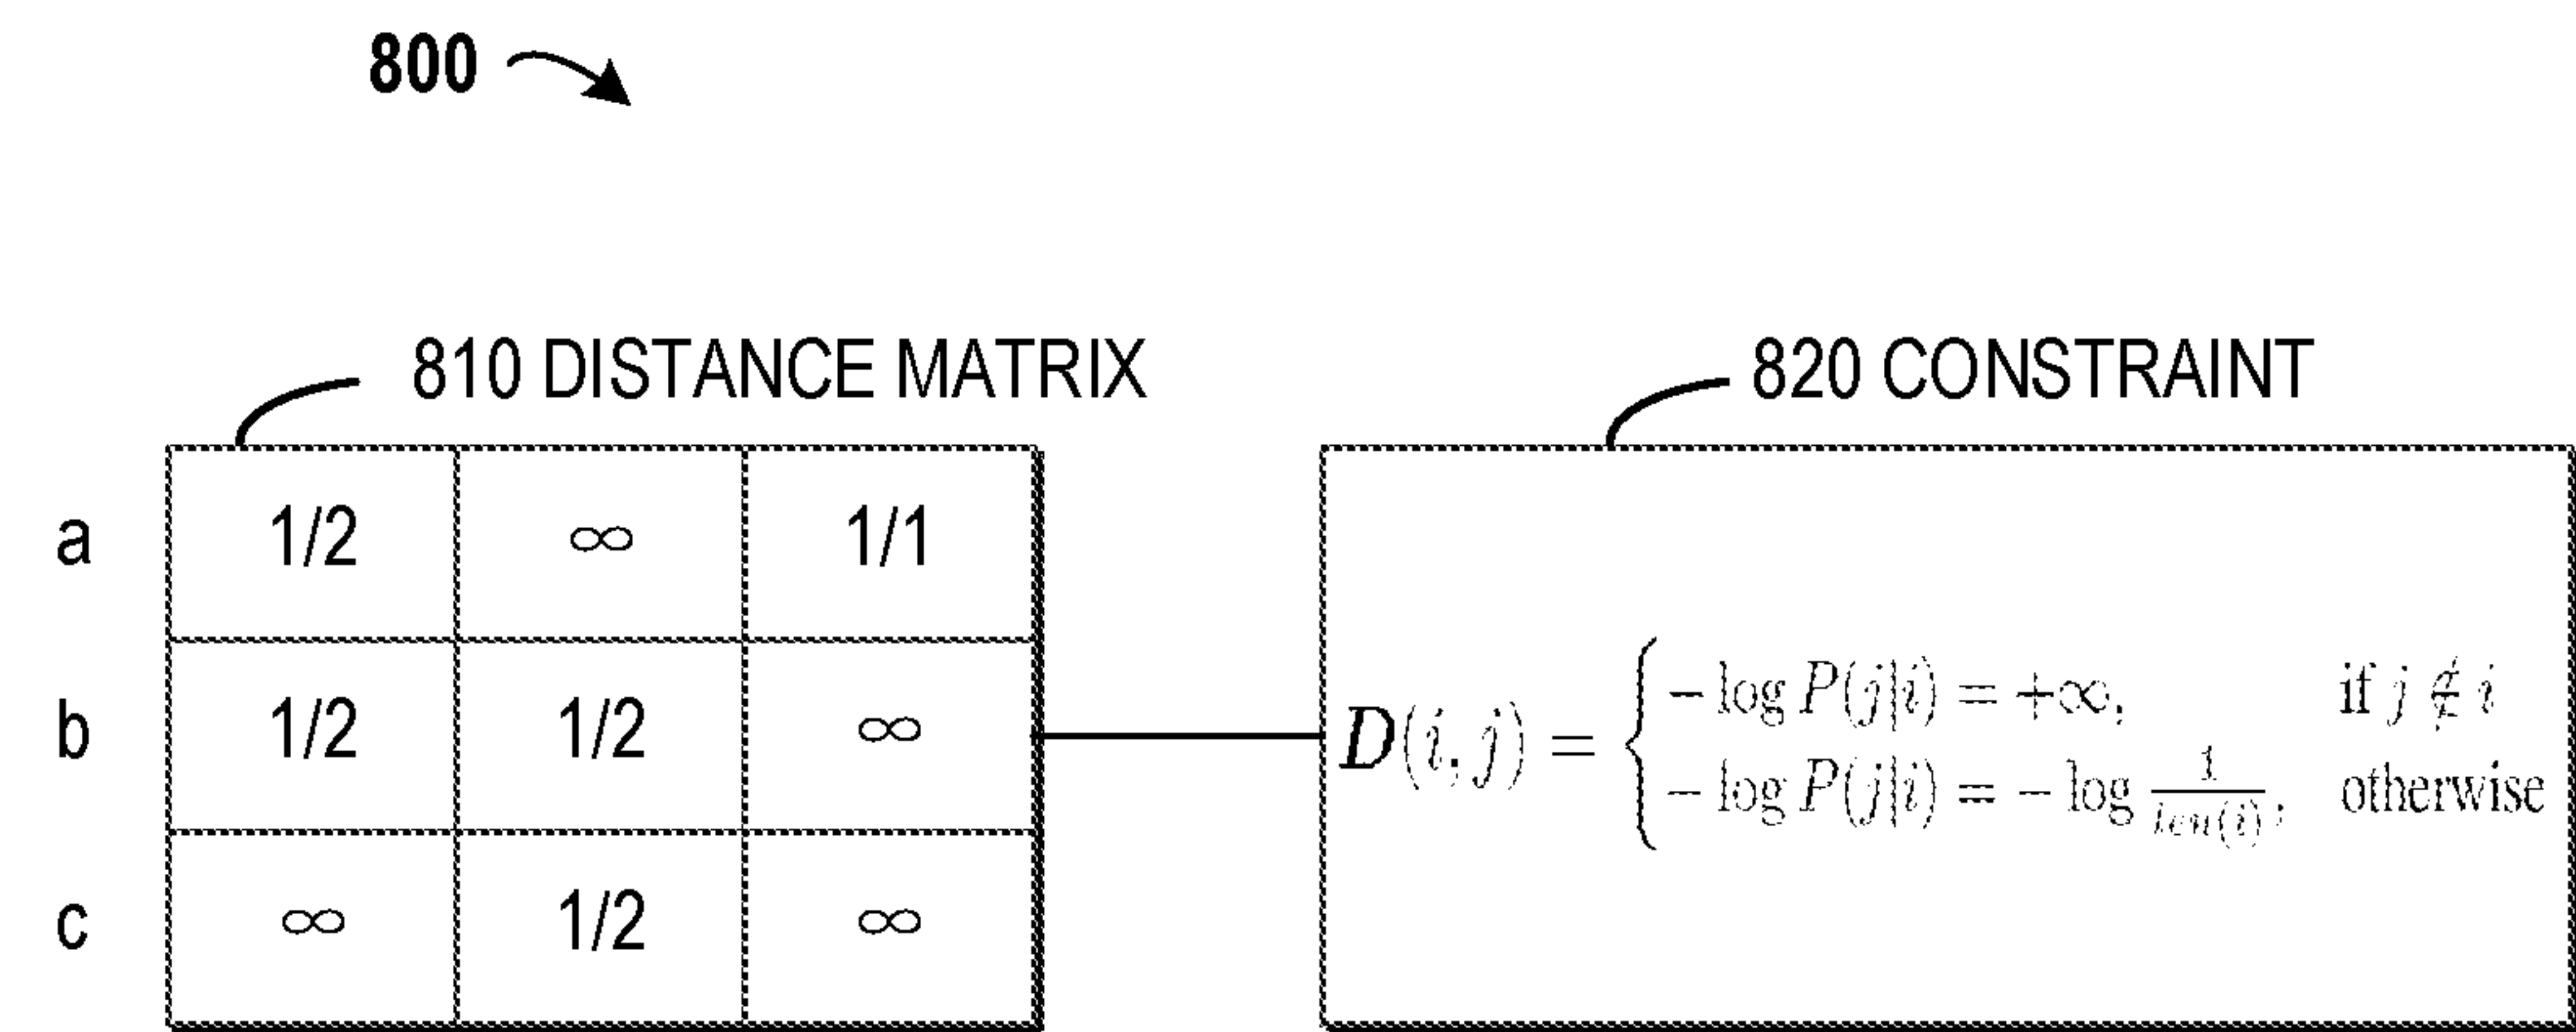 800
810 DISTANCE MATRIX
820 CONSTRAINT
a 1/2 ∞ 1/1
b 1/2 1/2 ∞
c ∞ 1/2 ∞
D(i, j) = { − log P(j|i) = +∞, if j ∉ i
− log P(j|i) = − log 1/len(i), otherwise